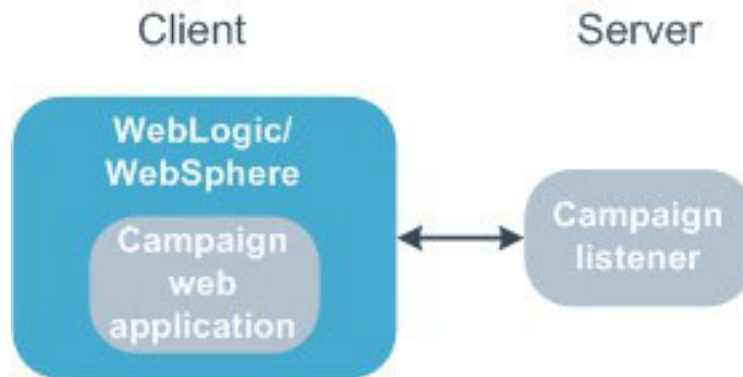 Client
Server
WebLogic/
WebSphere
Campaign
web
application
Campaign
listener